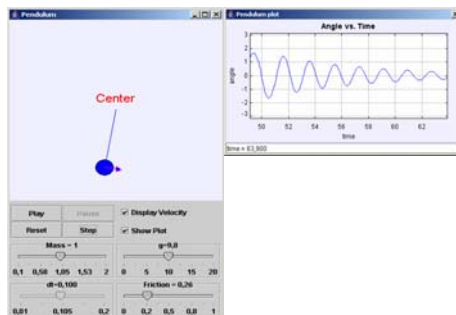 Pendulum
Center
Play Pause
Reset Step
Display Velocity
Show Plot
Mass = 1
0,1 0,58 1,05 1,53 2
g=9,8
0 5 10 15 20
dt=0,100
0,01 0,105 0,2
Friction = 0,26
0 0,2 0,5 0,8 1
Pendulum plot
Angle vs. Time
angle
3
2
1
0
-1
-2
-3
50 52 54 56 58 60 62
time
time = 63,900